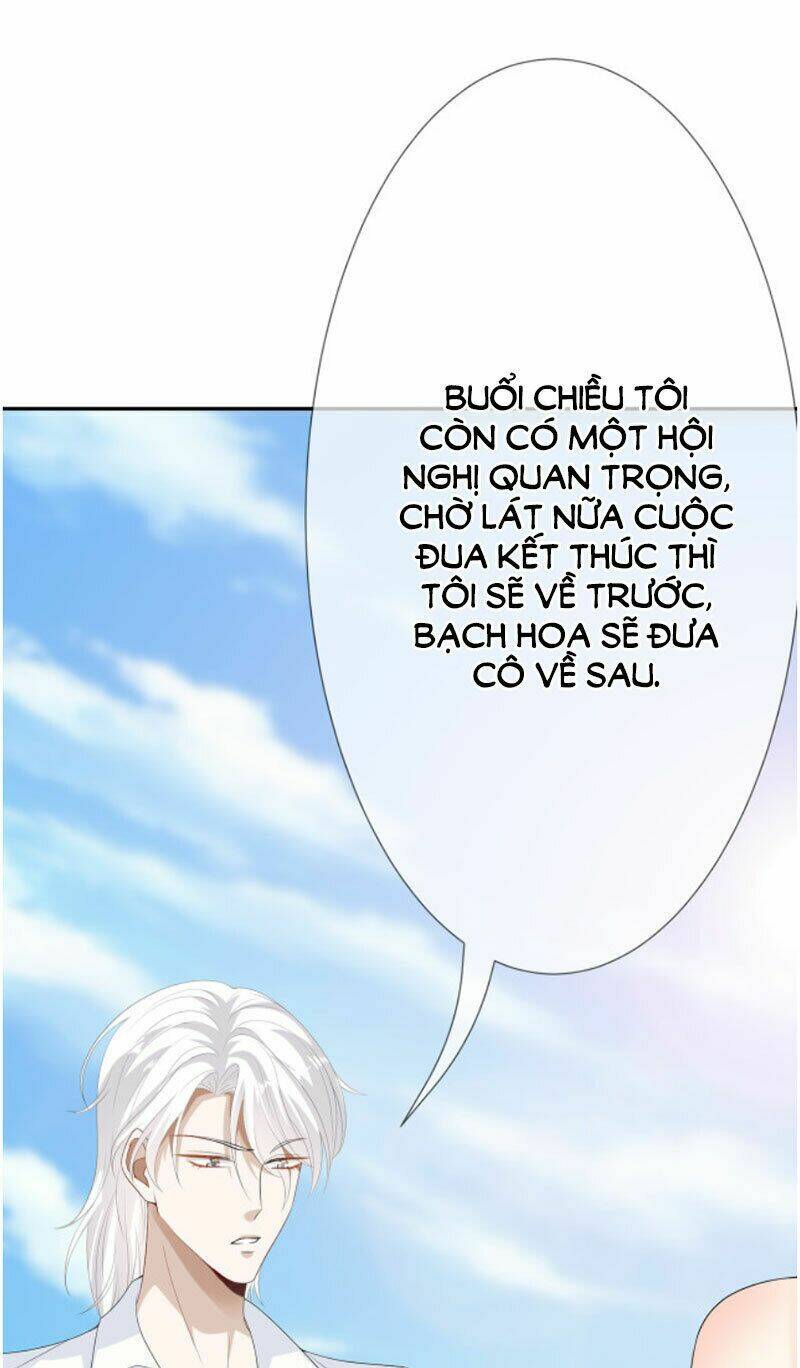 BUỔI CHIỀU TÔI
CÒN CÓ MỘT HỘI
NGHỊ QUAN TRỌNG,
CHỜ LÁT NỮA CUỘC
ĐUA KẾT THÚC THÌ
TÔI SẼ VỀ TRƯỚC,
BẠCH HOA SẼ ĐƯA
CÔ VỀ SAU.